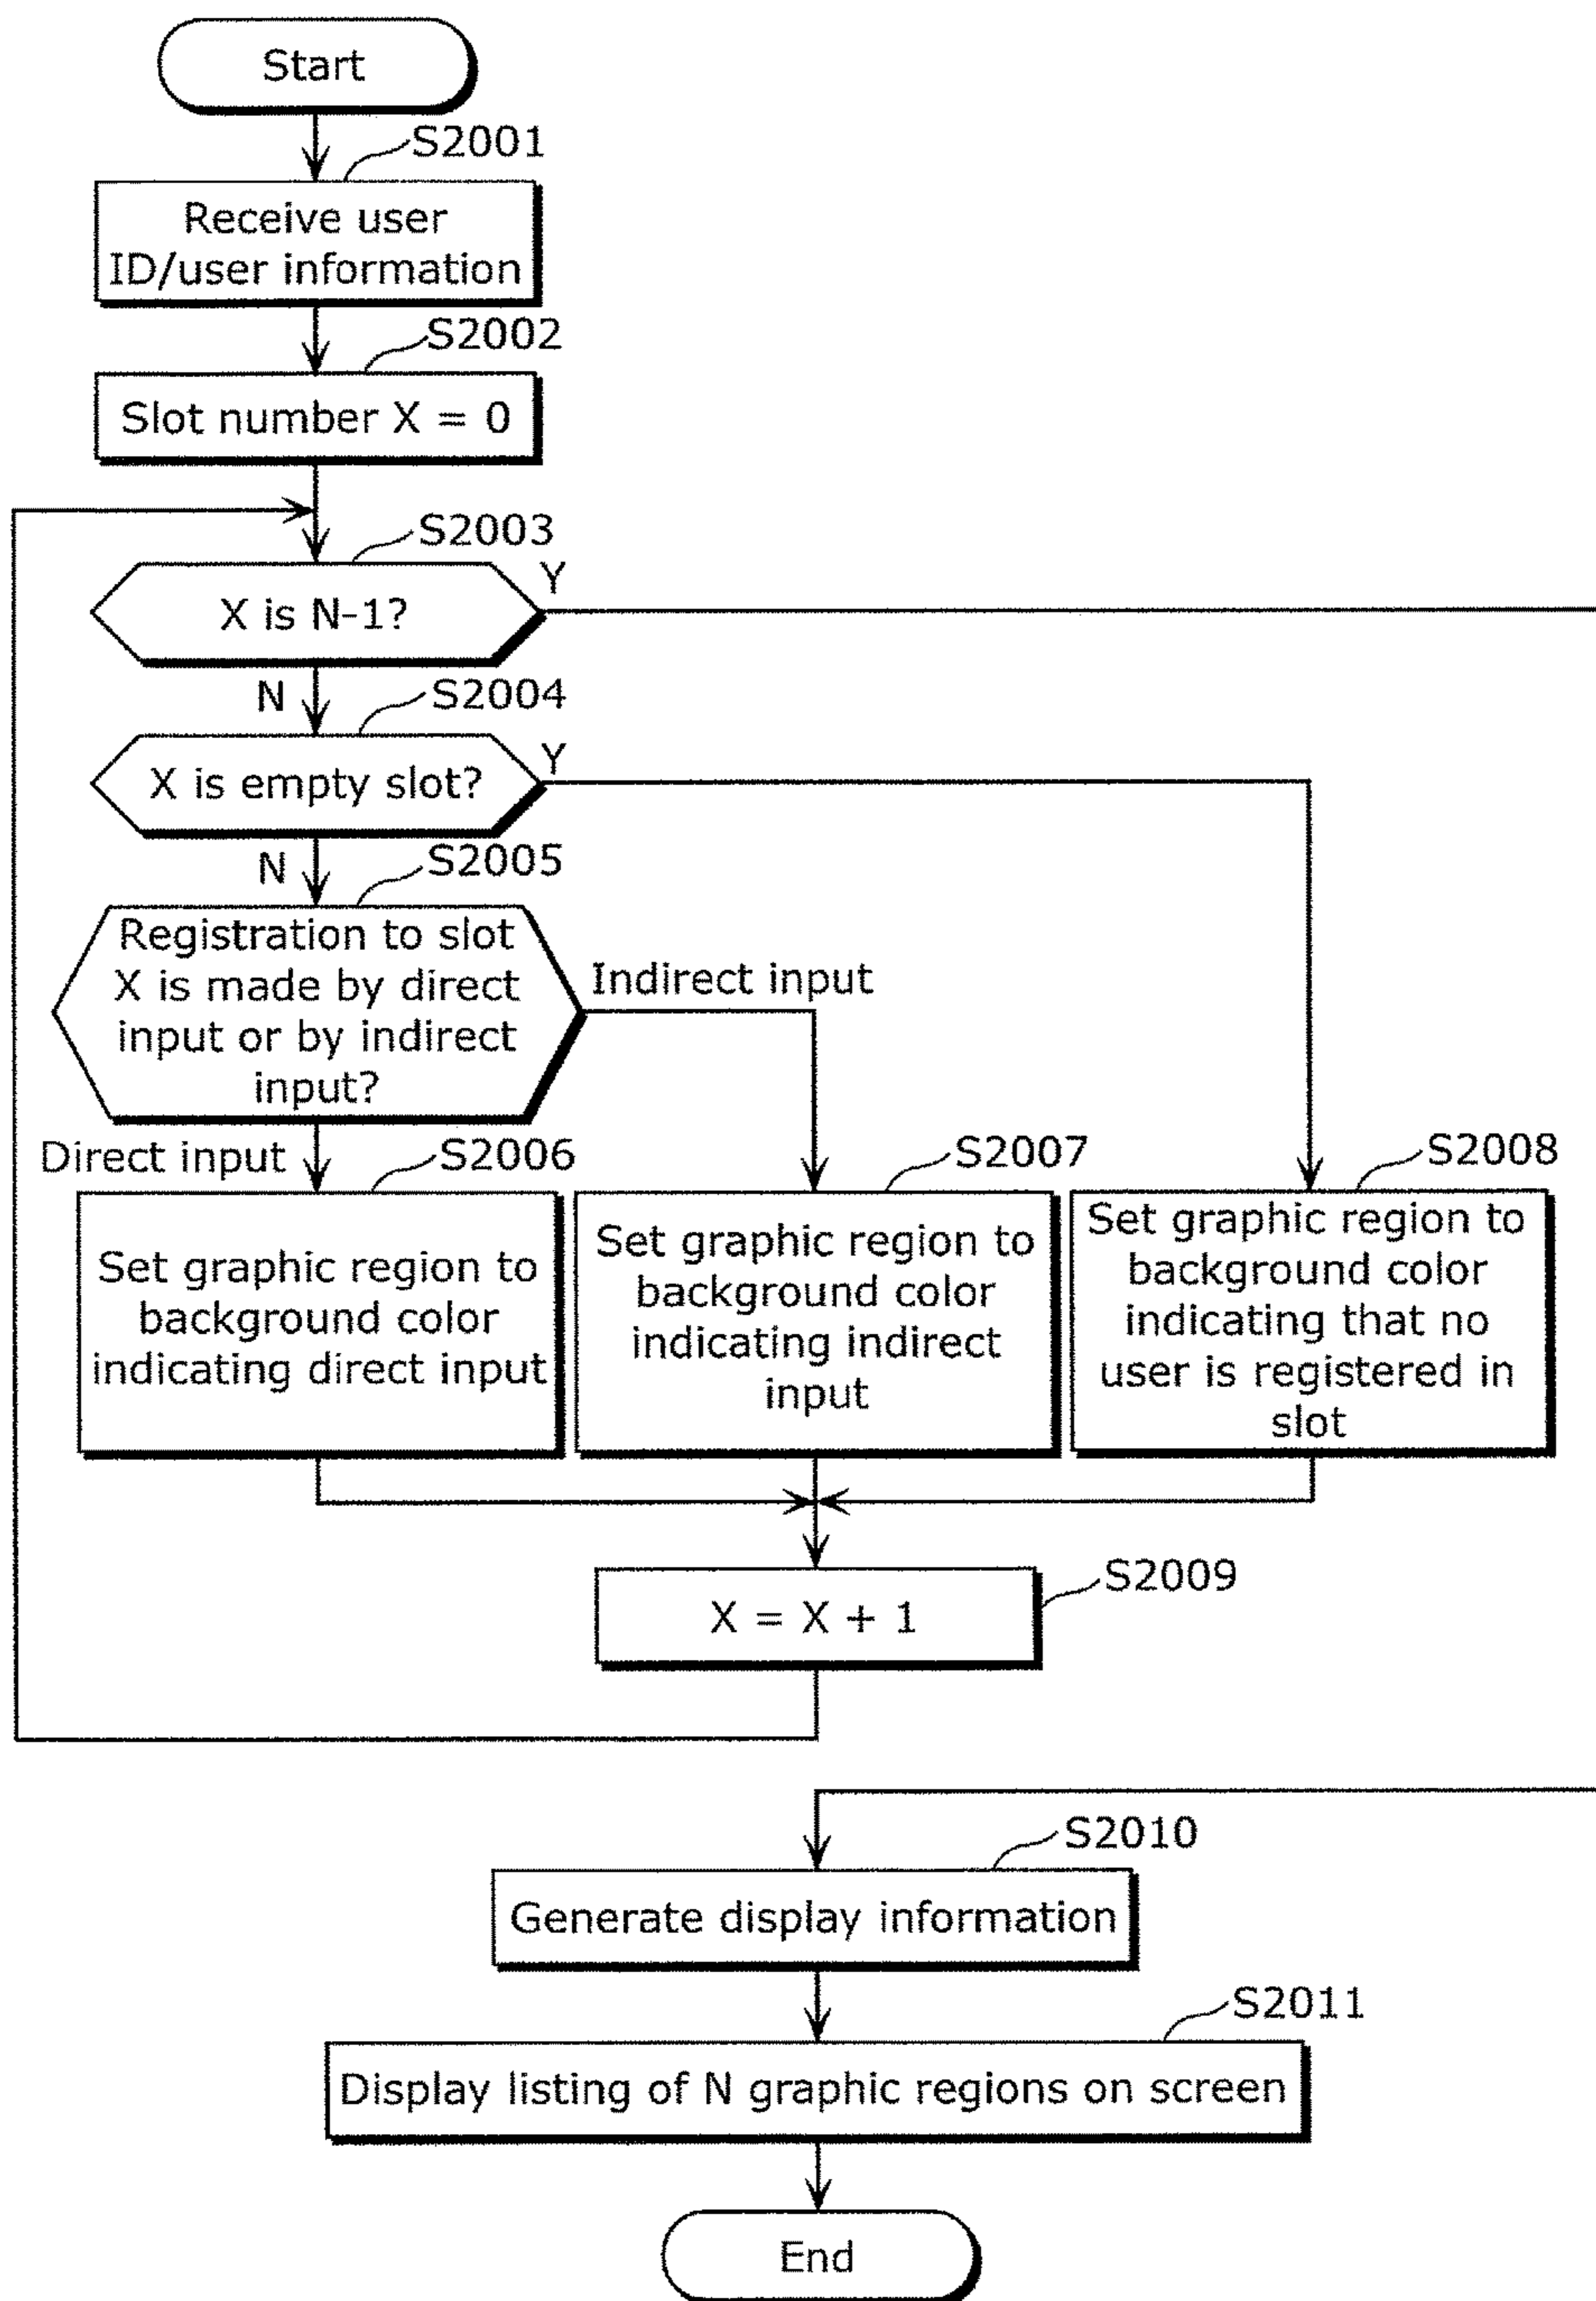 Start
S2001
Receive user
ID/user information
S2002
Slot number X = 0
S2003
X is N-1?
Y
N
S2004
X is empty slot?
Y
N
S2005
Registration to slot
X is made by direct
input or by indirect
input?
Indirect input
Direct input
S2006
Set graphic region to
background color
indicating direct input
S2007
Set graphic region to
background color
indicating indirect
input
S2008
Set graphic region to
background color
indicating that no
user is registered in
slot
S2009
X = X + 1
S2010
Generate display information
S2011
Display listing of N graphic regions on screen
End